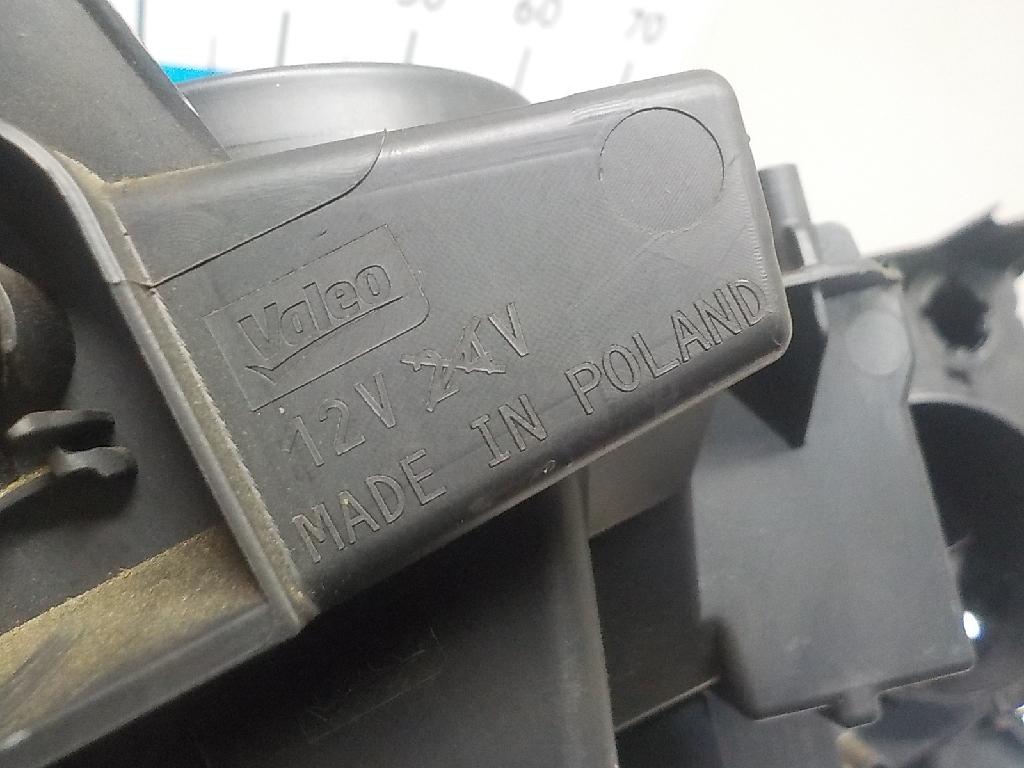 60 70
Valeo
12V 24V
MADE IN POLAND